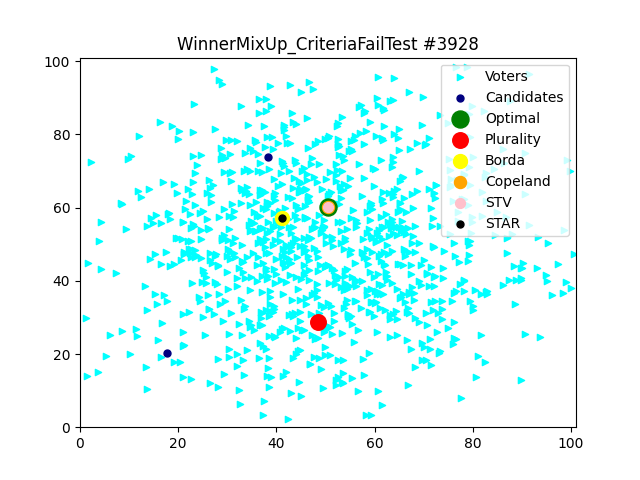 WinnerMixUp_CriteriaFailTest #3928
100
80
60
40
20
0
0 20 40 60 80 100
Voters
Candidates
Optimal
Plurality
Borda
Copeland
STV
STAR